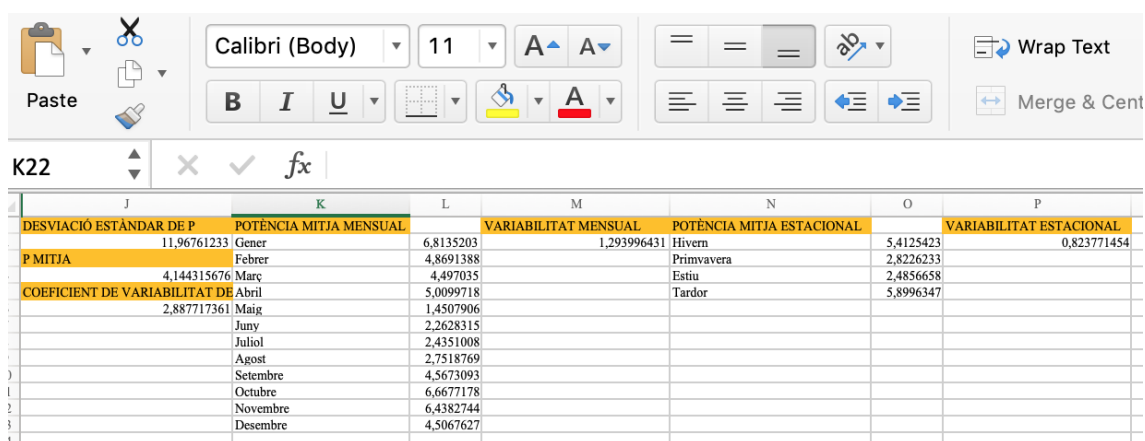 Calibri (Body) 11 A A Wrap Text
Paste B I U A Merge & Cent
K22 fx
J K L M N O P
DESVIACIÓ ESTÀNDAR DE P POTÈNCIA MITJA MENSUAL VARIABILITAT MENSUAL POTÈNCIA MITJA ESTACIONAL VARIABILITAT ESTACIONAL
11,96761233 Gener 6,8135203 1,293996431 Hivern 5,4125423 0,823771454
P MITJA Febrer 4,8691388 Primvavera 2,8226233
4,144315676 Març 4,497035 Estiu 2,4856658
COEFICIENT DE VARIABILITAT DE Abril 5,0099718 Tardor 5,8996347
2,887717361 Maig 1,4507906
Juny 2,2628315
Juliol 2,4351008
Agost 2,7518769
Setembre 4,5673093
Octubre 6,6677178
Novembre 6,4382744
Desembre 4,5067627